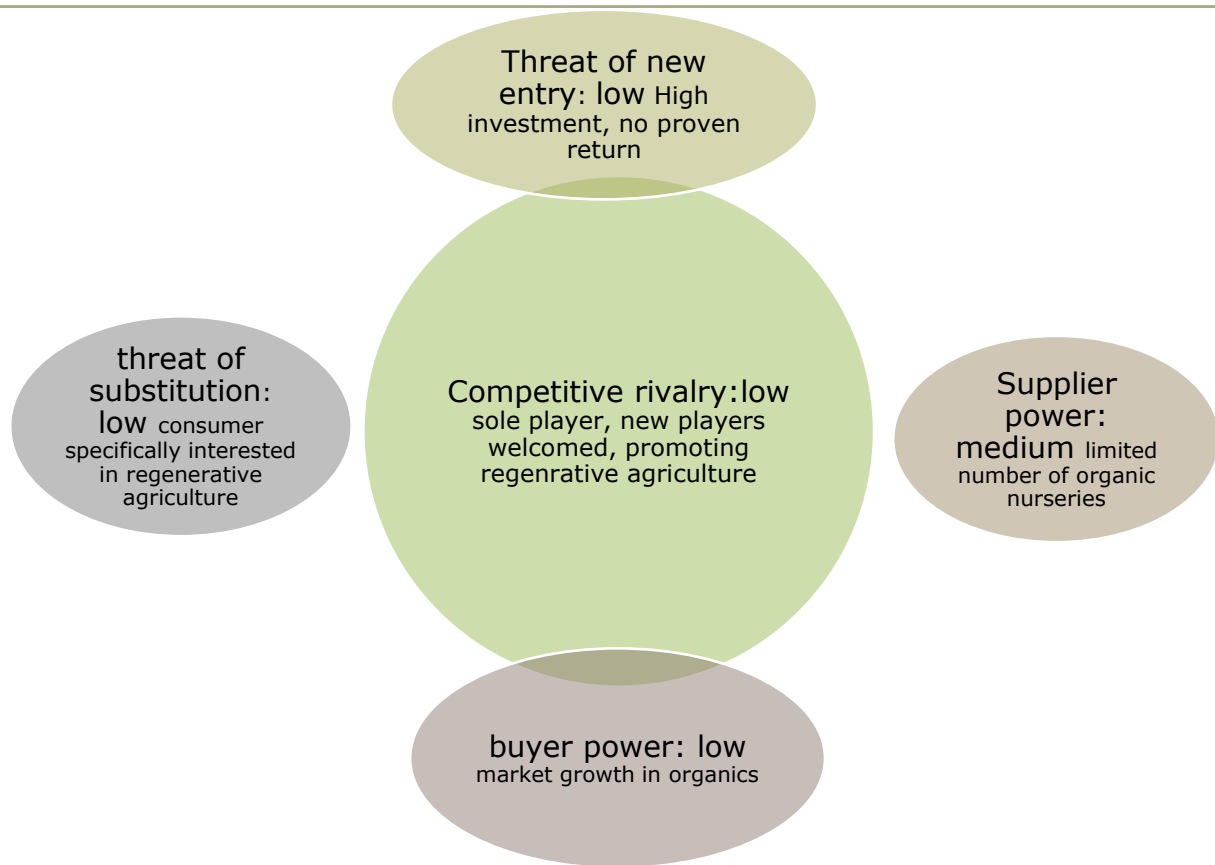 Threat of new
entry: low High
investment, no proven
return
threat of
substitution:
low consumer
specifically interested
in regenerative
agriculture
Competitive rivalry:low
sole player, new players
welcomed, promoting
regenrative agriculture
Supplier
power:
medium limited
number of organic
nurseries
buyer power: low
market growth in organics